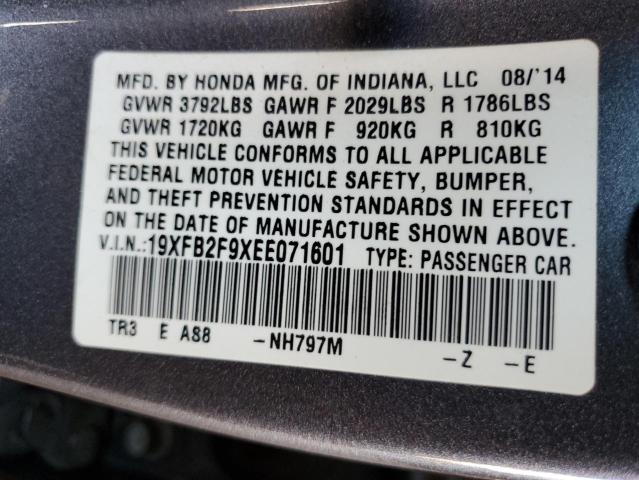 MFD. BY HONDA MFG. OF INDIANA, LLC 08/'14
GVWR 3792LBS GAWR F 2029LBS R 1786LBS
GVWR 1720KG GAWR F 920KG R 810KG
THIS VEHICLE CONFORMS TO ALL APPLICABLE
FEDERAL MOTOR VEHICLE SAFETY, BUMPER,
AND THEFT PREVENTION STANDARDS IN EFFECT
ON THE DATE OF MANUFACTURE SHOWN ABOVE.
V.I.N.:19XFB2F9XEE071601 TYPE: PASSENGER CAR
TR3 E AS8 -NH797M -Z -E